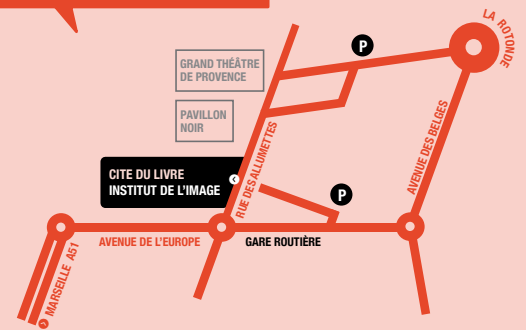 LA ROTONDE
P
GRAND THÉÂTRE
DE PROVENCE
PAVILLON
NOIR
RUE DES ALLUMETTES
AVENUE DES BELGES
CITE DU LIVRE
INSTITUT DE L'IMAGE
P
AVENUE DE L'EUROPE
GARE ROUTIÈRE
MARSEILLE A51